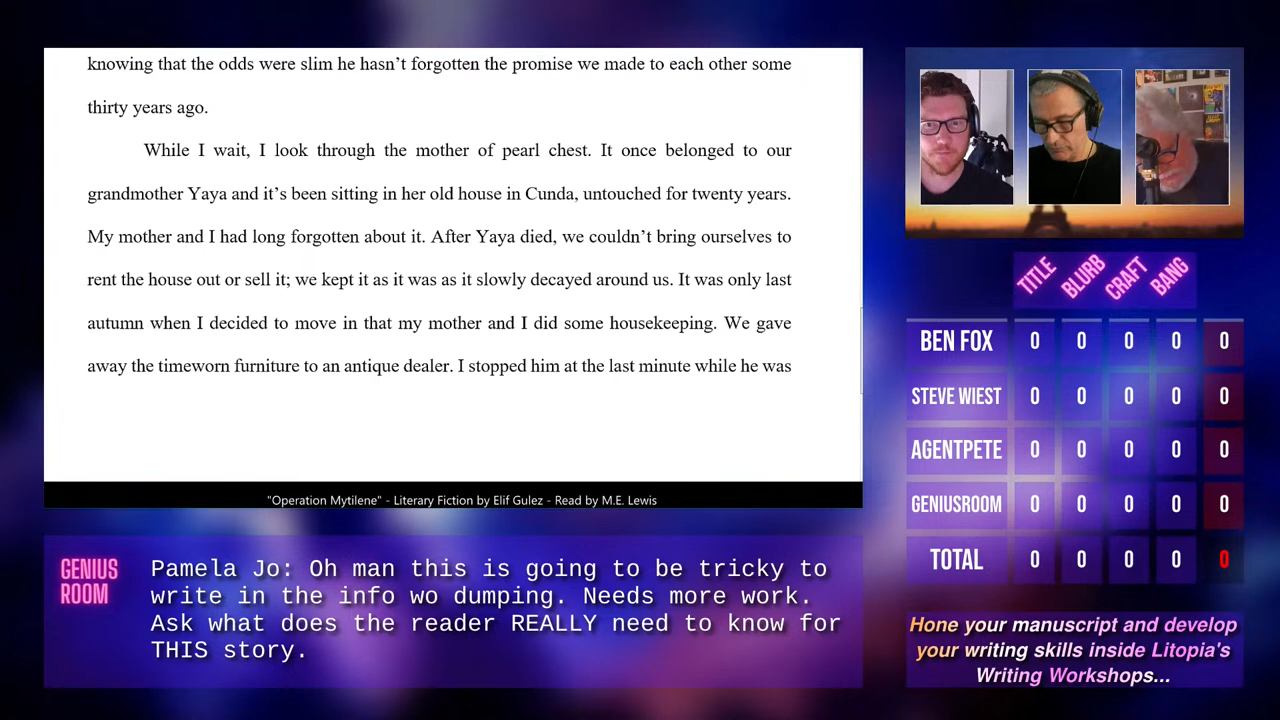 knowing that the odds were slim he hasn't forgotten the promise we made to each other some
thirty years ago.
While I wait, I look through the mother of pearl chest. It once belonged to our
grandmother Yaya and it's been sitting in her old house in Cunda, untouched for twenty years.
My mother and I had long forgotten about it. After Yaya died, we couldn't bring ourselves to
rent the house out or sell it; we kept it as it was as it slowly decayed around us. It was only last
autumn when I decided to move in that my mother and I did some housekeeping. We gave
away the timeworn furniture to an antique dealer. I stopped him at the last minute while he was
"Operation Mytilene" - Literary Fiction by Elif Gulez - Read by M.E. Lewis
GENIUS
ROOM
Pamela Jo: Oh man this is going to be tricky to
write in the info wo dumping. Needs more work.
Ask what does the reader REALLY need to know for
THIS story.
TITLE BLURB CRAFT BANG
BEN FOX 0 0 0 0 0
STEVE WIEST 0 0 0 0 0
AGENTPETE 0 0 0 0 0
GENIUSROOM 0 0 0 0 0
TOTAL 0 0 0 0 0
Hone your manuscript and develop
your writing skills inside Litopia's
Writing Workshops...